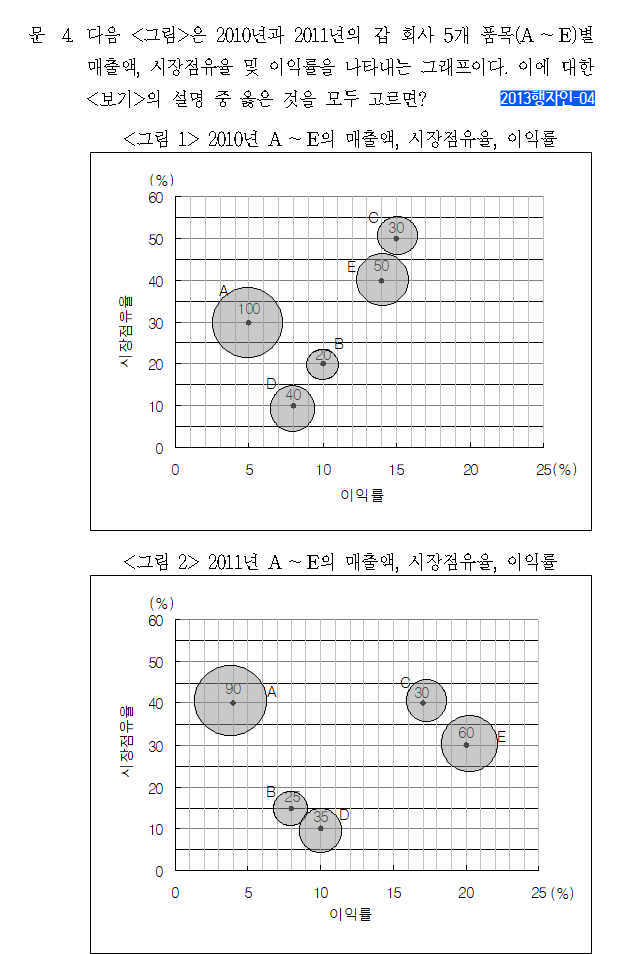 문 4. 다음 <그림>은 2010년과 2011년의 갑 회사 5개 품목(A ~ E)별
매출액, 시장점유율 및 이익률을 나타내는 그래프이다. 이에 대한
<보기>의 설명 중 옳은 것을 모두 고르면? 2013행자인-04
<그림 1> 2010년 A ~ E의 매출액, 시장점유율, 이익률
(%)
60
50
40
30
20
10
0
시장점유율
C
30
E
50
A
100
B
20
D
40
0 5 10 15 20 25(%)
이익률
<그림 2> 2011년 A ~ E의 매출액, 시장점유율, 이익률
(%)
60
50
40
30
20
10
0
시장점유율
90
A
C
30
60
E
B
25
35
D
0 5 10 15 20 25(%)
이익률